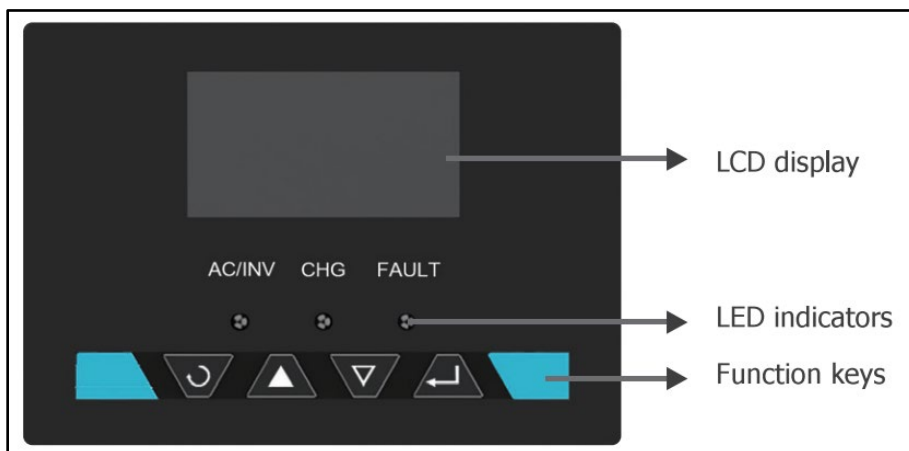 LCD display
AC/INV CHG FAULT
LED indicators
Function keys